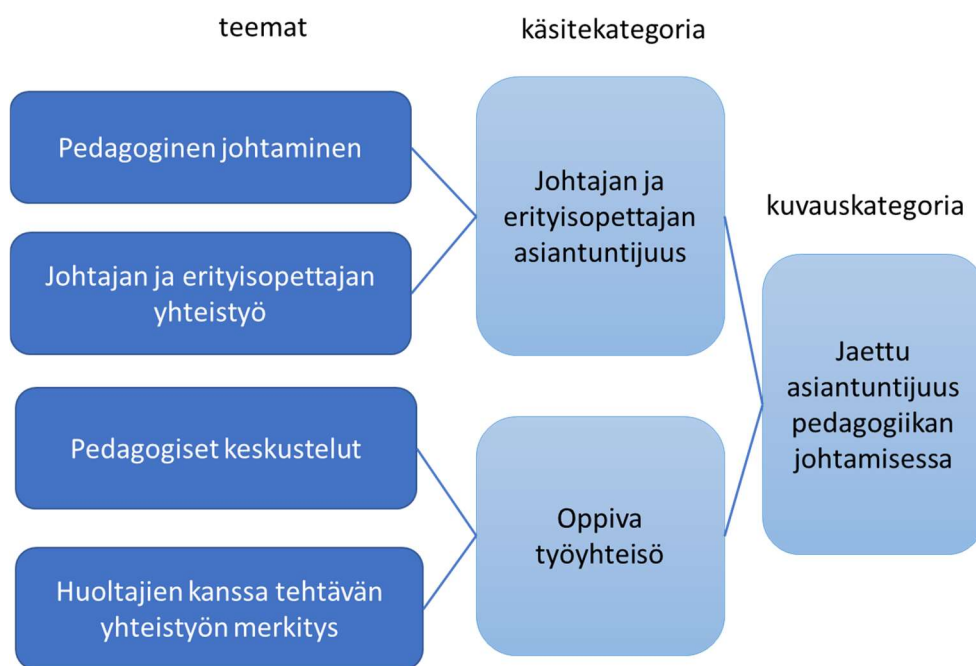 teemat
käsitekategoria
kuvauskategoria
Pedagoginen johtaminen
Johtajan ja erityisopettajan
yhteistyö
Pedagogiset keskustelut
Huoltajien kanssa tehtävän
yhteistyön merkitys
Johtajan ja
erityisopettajan
asiantuntijuus
Oppiva
työyhteisö
Jaettu
asiantuntijuus
pedagogiikan
johtamisessa